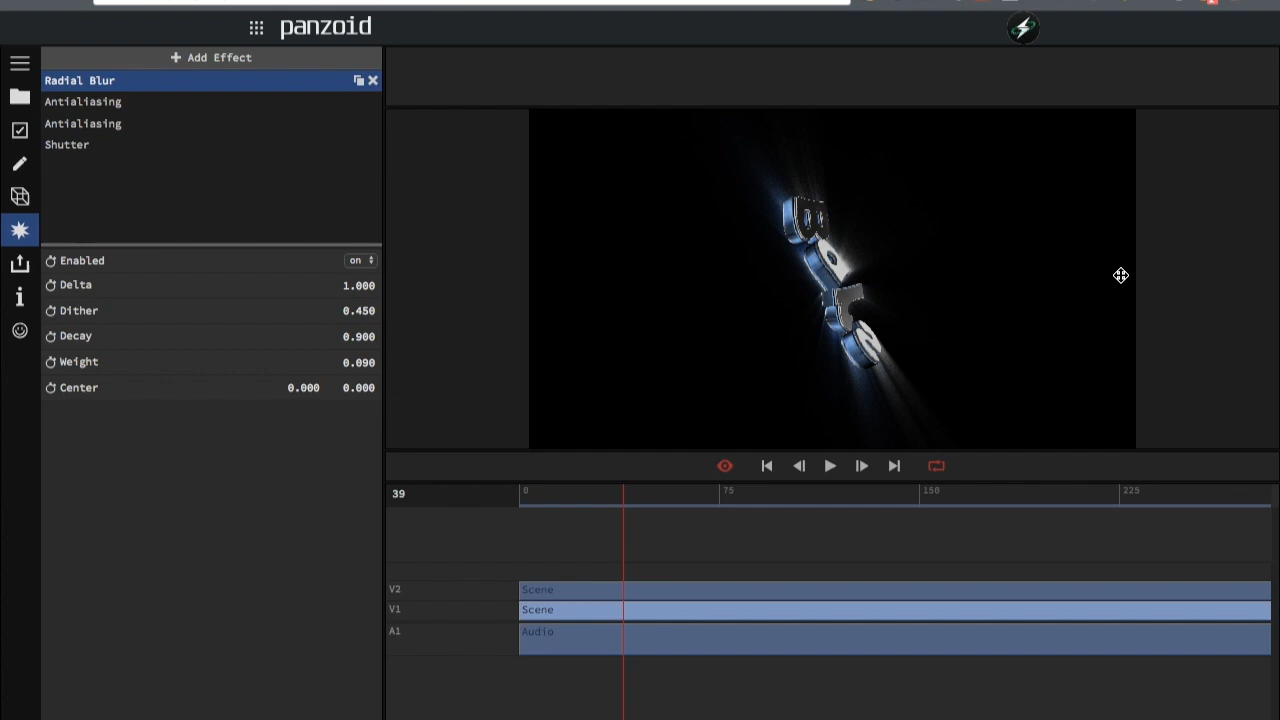 panzoid
+ Add Effect
Radial Blur
Antialiasing
Antialiasing
Shutter
Enabled on
Delta 1.000
Dither 0.450
Decay 0.900
Weight 0.090
Center 0.000 0.000
39 0 75 150 225
V2 Scene
V1 Scene
A1 Audio